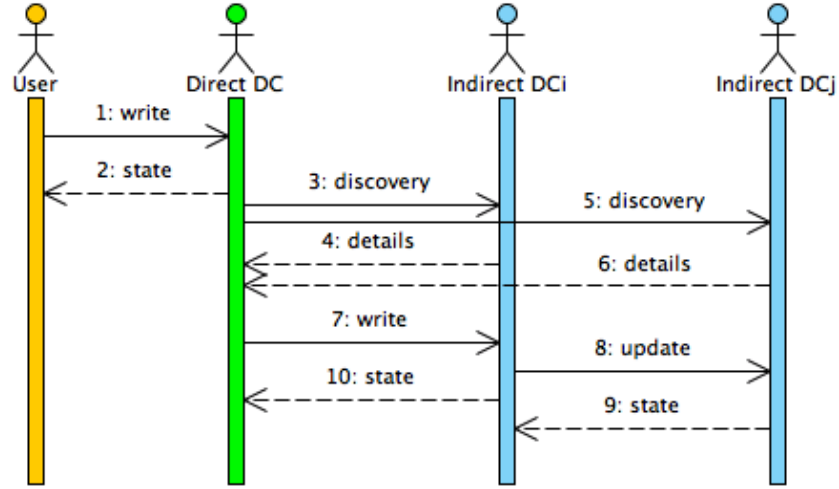 User
Direct DC
Indirect DCi
Indirect DCj
1: write
2: state
3: discovery
5: discovery
4: details
6: details
7: write
8: update
10: state
9: state